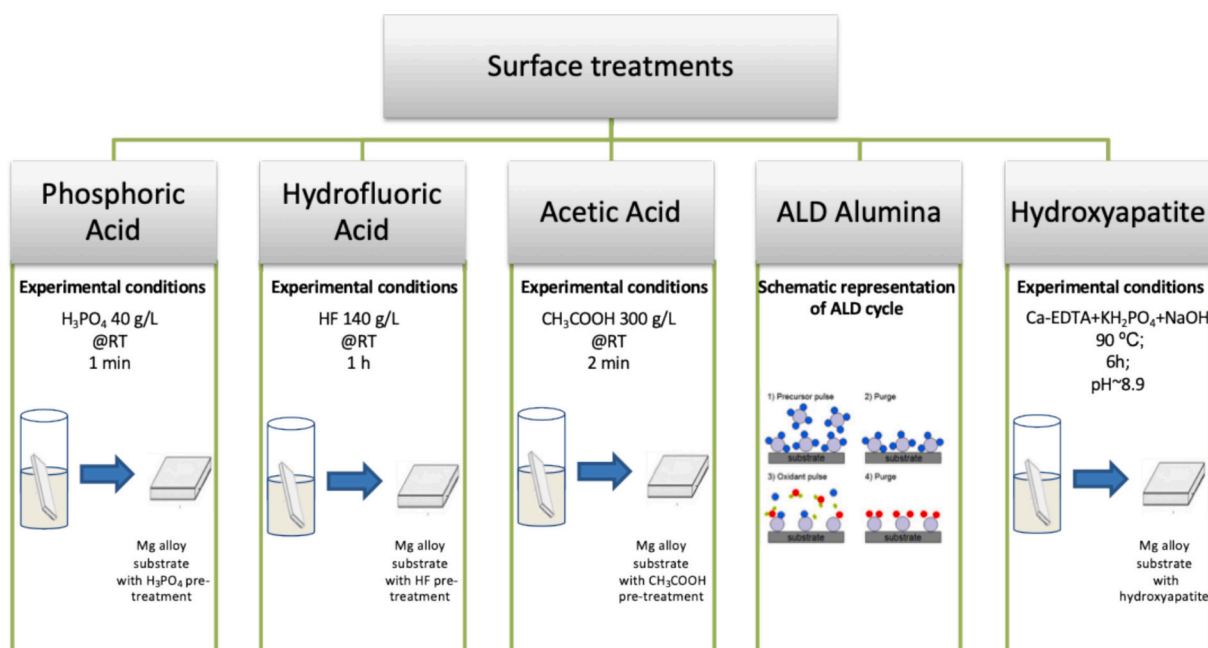 Surface treatments
Phosphoric
Acid
Experimental conditions
H₃PO₄ 40 g/L
@RT
1 min
Mg alloy
substrate
with H₃PO₄ pre-
treatment
Hydrofluoric
Acid
Experimental conditions
HF 140 g/L
@RT
1 h
Mg alloy
substrate
with HF pre-
treatment
Acetic Acid
Experimental conditions
CH₃COOH 300 g/L
@RT
2 min
Mg alloy
substrate
with CH₃COOH
pre-treatment
ALD Alumina
Schematic representation
of ALD cycle
1) Precursor pulse
substrate
2) Purge
substrate
3) Oxidant pulse
substrate
4) Purge
substrate
Hydroxyapatite
Experimental conditions
Ca-EDTA+KH₂PO₄+NaOH
90 ºC;
6h;
pH~8.9
Mg alloy
substrate
with
hydroxyapatite